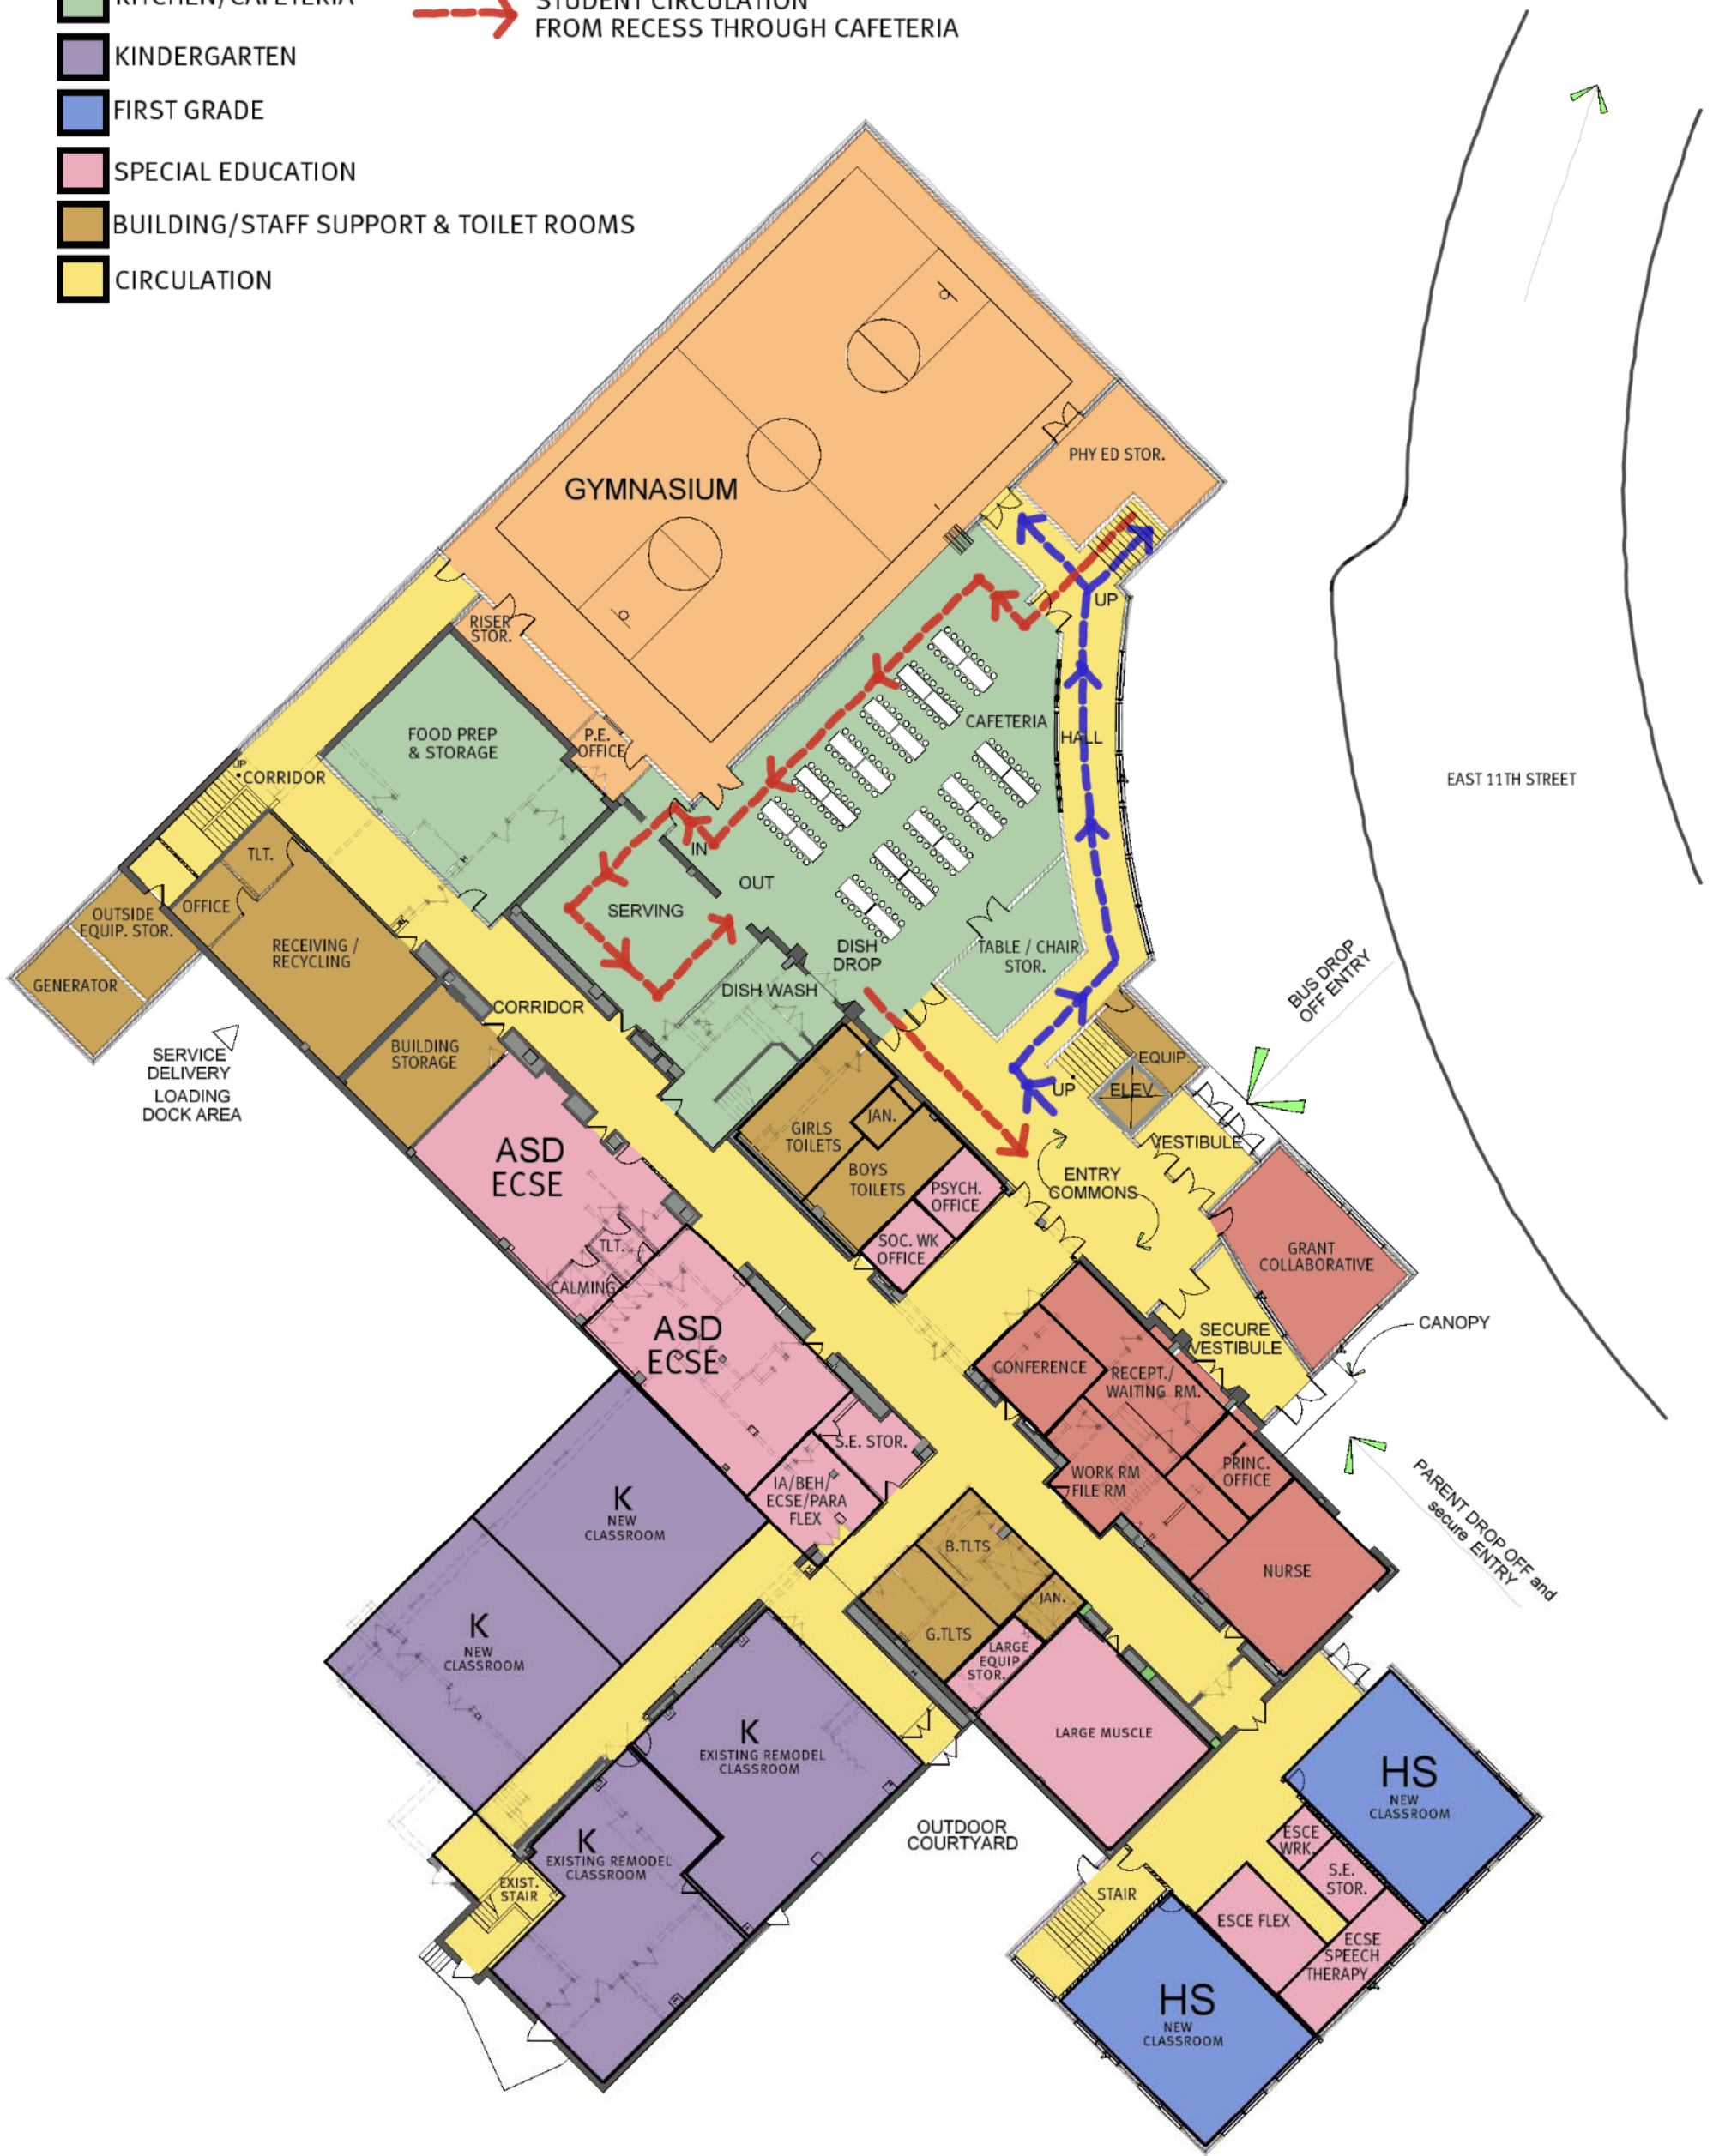 KITCHEN/CAFETERIA
STUDENT CIRCULATION
FROM RECESS THROUGH CAFETERIA
KINDERGARTEN
FIRST GRADE
SPECIAL EDUCATION
BUILDING/STAFF SUPPORT & TOILET ROOMS
CIRCULATION
GYMNASIUM
PHY ED STOR.
UP
RISER
STOR.
FOOD PREP
& STORAGE
P.E.
OFFICE
CAFETERIA
HALL
EAST 11TH STREET
UP
CORRIDOR
TLT.
OFFICE
OUTSIDE
EQUIP. STOR.
GENERATOR
RECEIVING /
RECYCLING
IN
OUT
SERVING
DISH
DROP
TABLE / CHAIR
STOR.
DISH WASH
CORRIDOR
BUS DROP
OFF ENTRY
SERVICE
DELIVERY
LOADING
DOCK AREA
BUILDING
STORAGE
EQUIP.
ELEV.
UP
VESTIBULE
GIRLS
TOILETS
JAN.
BOYS
TOILETS
PSYCH.
OFFICE
SOC. WK
OFFICE
ENTRY
COMMONS
ASD
ECSE
TLT.
CALMING
GRANT
COLLABORATIVE
CANOPY
SECURE
VESTIBULE
ASD
ECSE
CONFERENCE
RECEPT./
WAITING RM.
S.E. STOR.
IA/BEH/
ECSE/PARA
FLEX
WORK RM
FILE RM
PRINC.
OFFICE
NURSE
PARENT DROP OFF and
secure ENTRY
K
NEW
CLASSROOM
B.TLTS
JAN.
G.TLTS
LARGE
EQUIP
STOR.
K
NEW
CLASSROOM
LARGE MUSCLE
K
EXISTING REMODEL
CLASSROOM
HS
NEW
CLASSROOM
OUTDOOR
COURTYARD
K
EXISTING REMODEL
CLASSROOM
ESCE
WRK.
S.E.
STOR.
EXIST.
STAIR
STAIR
ESCE FLEX
ECSE
SPEECH
THERAPY
HS
NEW
CLASSROOM